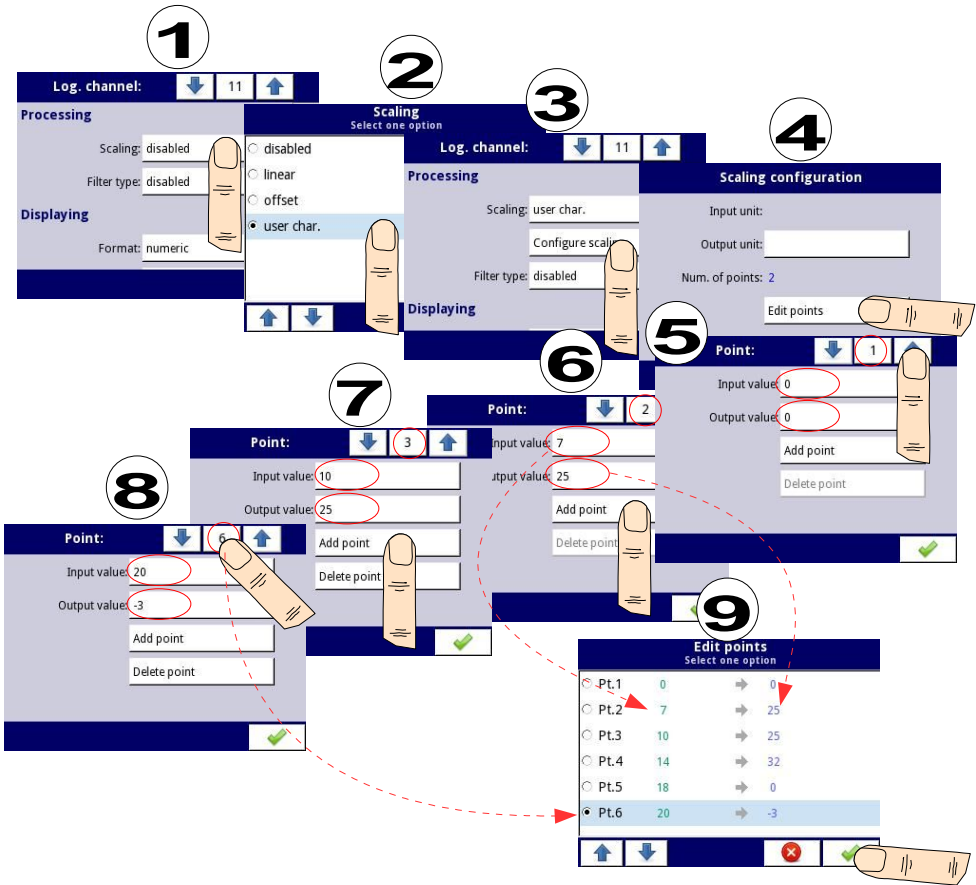 1
Log. channel: 11
Processing
Scaling: disabled
Filter type: disabled
Displaying
Format: numeric
2
Scaling
Select one option
disabled
linear
offset
user char.
3
Log. channel: 11
Processing
Scaling: user char.
Configure scalin
Filter type: disabled
Displaying
4
Scaling configuration
Input unit:
Output unit:
Num. of points: 2
Edit points
5
Point: 1
Input value: 0
Output value: 0
Add point
Delete point
6
Point: 2
nput value: 7
utput value: 25
Add point
Delete point
7
Point: 3
Input value: 10
Output value: 25
Add point
Delete point
8
Point: 6
Input value: 20
Output value: -3
Add point
Delete point
9
Edit points
Select one option
Pt.1 0 0
Pt.2 7 25
Pt.3 10 25
Pt.4 14 32
Pt.5 18 0
Pt.6 20 -3